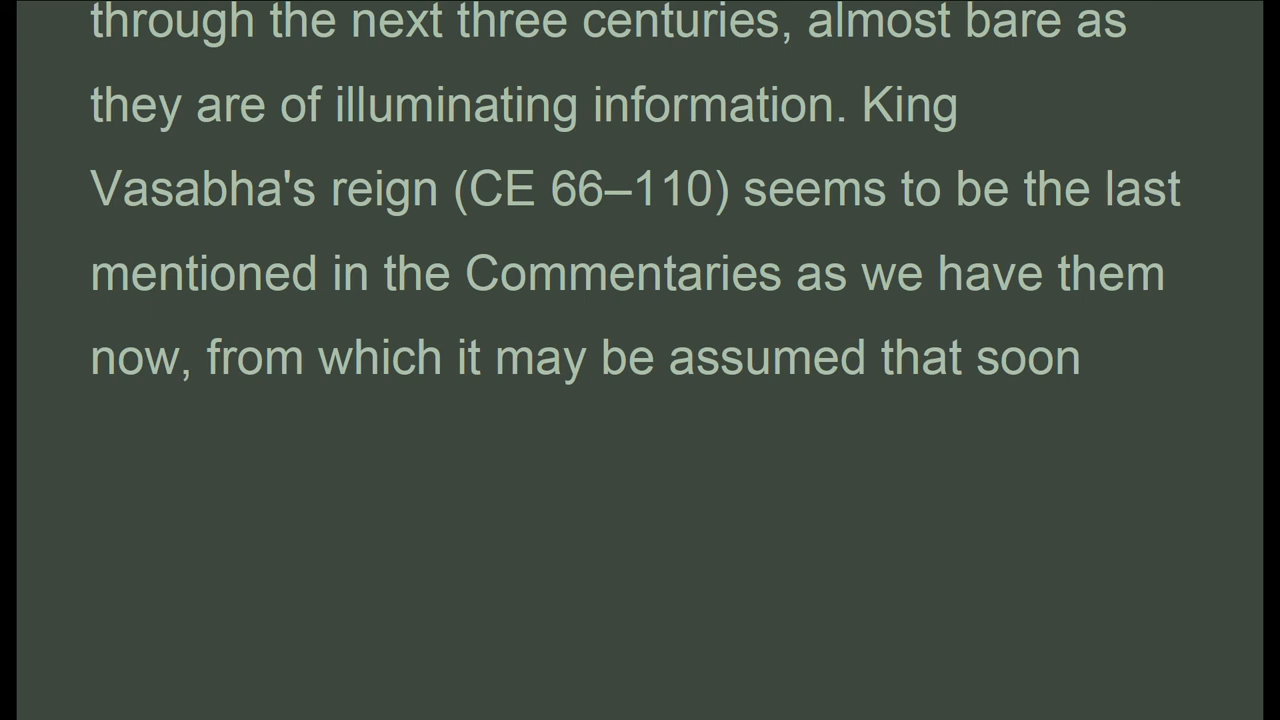 through the next three centuries, almost bare as
they are of illuminating information. King
Vasabha's reign (CE 66–110) seems to be the last
mentioned in the Commentaries as we have them
now, from which it may be assumed that soon